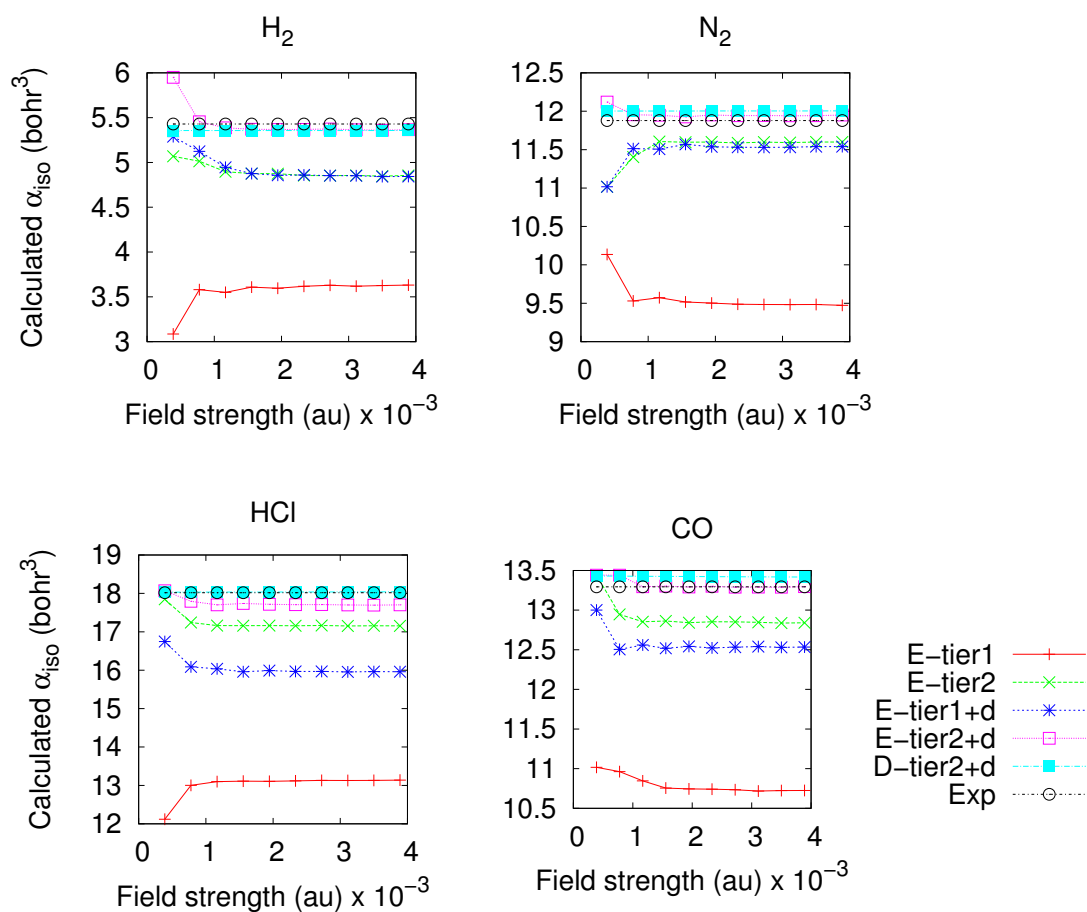 H₂
Calculated α_iso (bohr³)
6
5.5
5
4.5
4
3.5
3
0 1 2 3 4
Field strength (au) x 10⁻³
N₂
12.5
12
11.5
11
10.5
10
9.5
9
0 1 2 3 4
Field strength (au) x 10⁻³
HCl
Calculated α_iso (bohr³)
19
18
17
16
15
14
13
12
0 1 2 3 4
Field strength (au) x 10⁻³
CO
13.5
13
12.5
12
11.5
11
10.5
0 1 2 3 4
Field strength (au) x 10⁻³
E−tier1
E−tier2
E−tier1+d
E−tier2+d
D−tier2+d
Exp